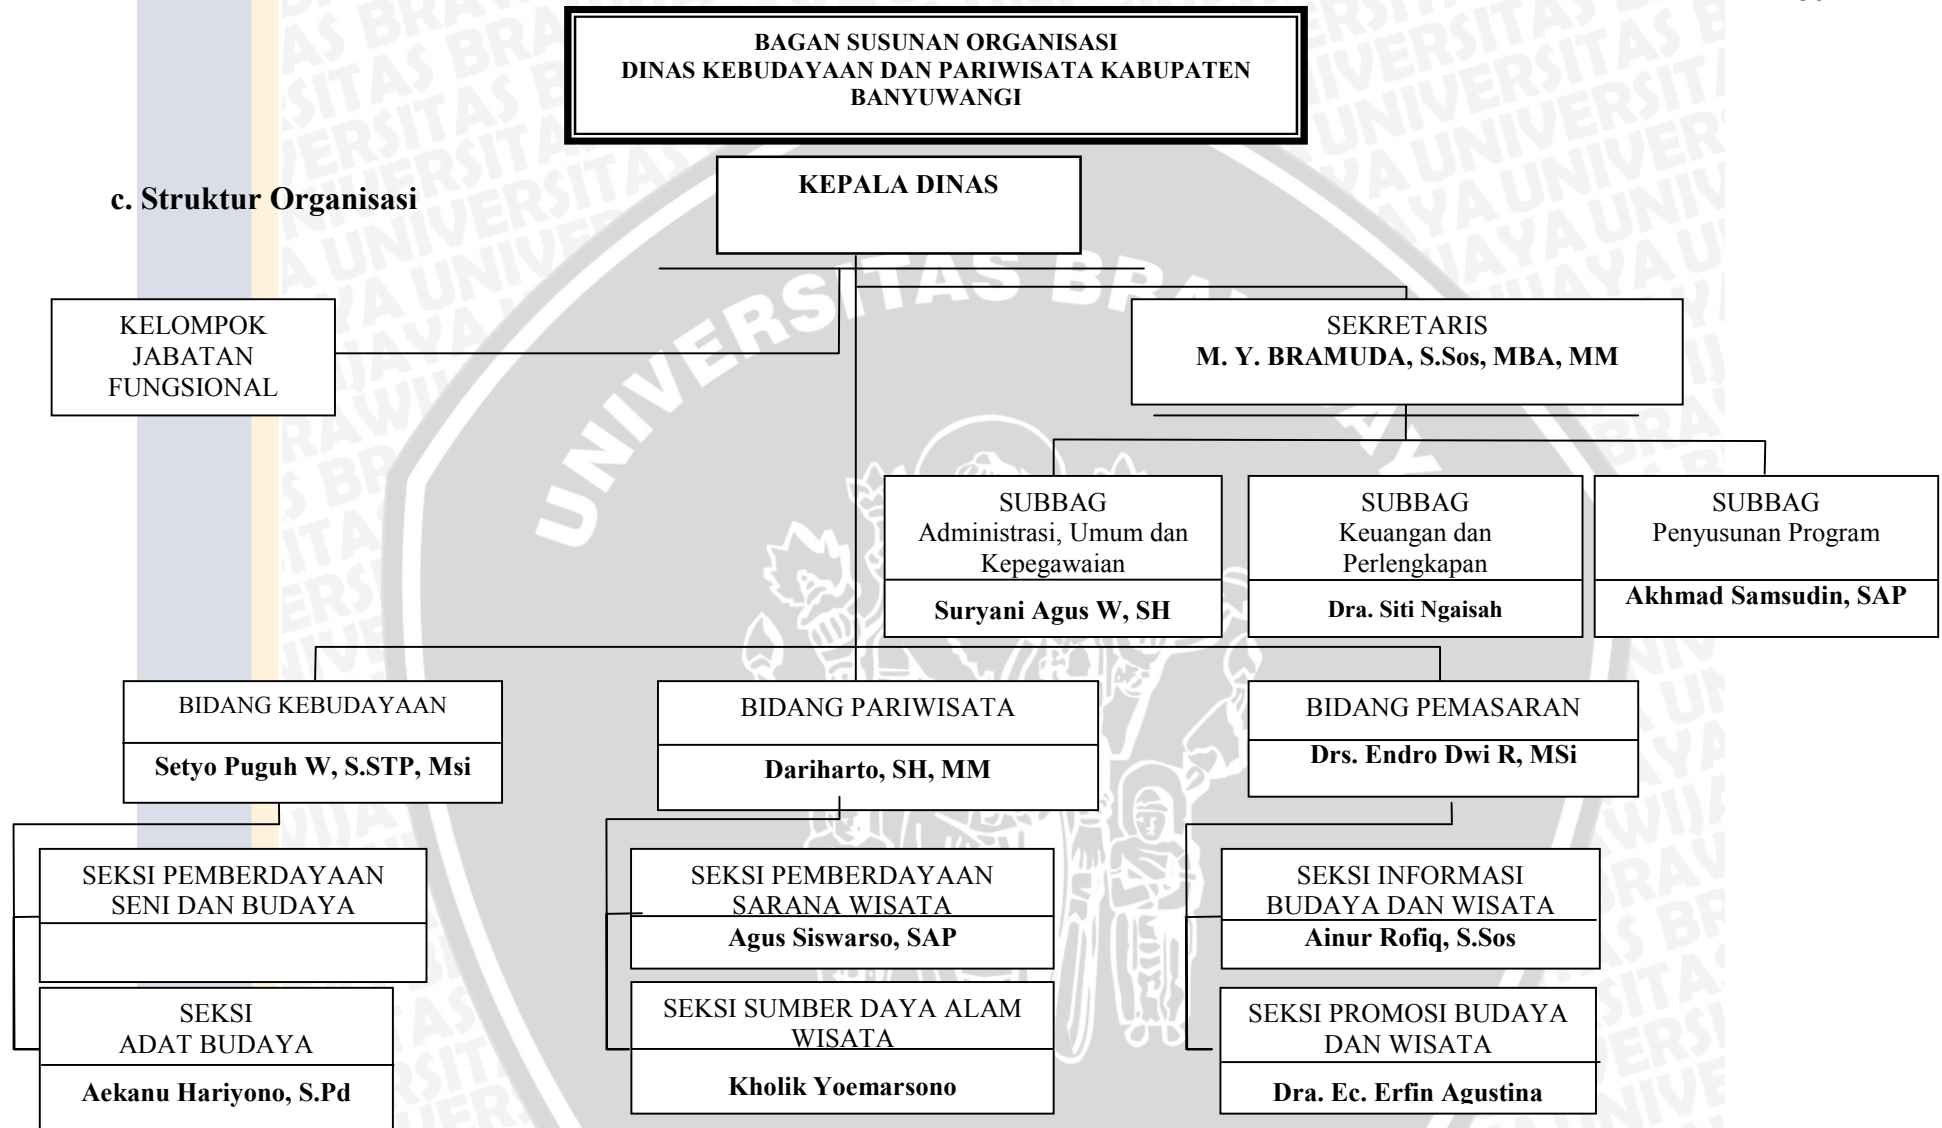 BAGAN SUSUNAN ORGANISASI
DINAS KEBUDAYAAN DAN PARIWISATA KABUPATEN
BANYUWANGI
c. Struktur Organisasi
KEPALA DINAS
KELOMPOK
JABATAN
FUNGSIONAL
SEKRETARIS
M. Y. BRAMUDA, S.Sos, MBA, MM
SUBBAG
Administrasi, Umum dan
Kepegawaian
Suryani Agus W, SH
SUBBAG
Keuangan dan
Perlengkapan
Dra. Siti Ngaisah
SUBBAG
Penyusunan Program
Akhmad Samsudin, SAP
BIDANG KEBUDAYAAN
Setyo Puguh W, S.STP, Msi
BIDANG PARIWISATA
Dariharto, SH, MM
BIDANG PEMASARAN
Drs. Endro Dwi R, MSi
SEKSI PEMBERDAYAAN
SENI DAN BUDAYA
SEKSI
ADAT BUDAYA
Aekanu Hariyono, S.Pd
SEKSI PEMBERDAYAAN
SARANA WISATA
Agus Siswarso, SAP
SEKSI SUMBER DAYA ALAM
WISATA
Kholik Yoemarsono
SEKSI INFORMASI
BUDAYA DAN WISATA
Ainur Rofiq, S.Sos
SEKSI PROMOSI BUDAYA
DAN WISATA
Dra. Ec. Erfin Agustina